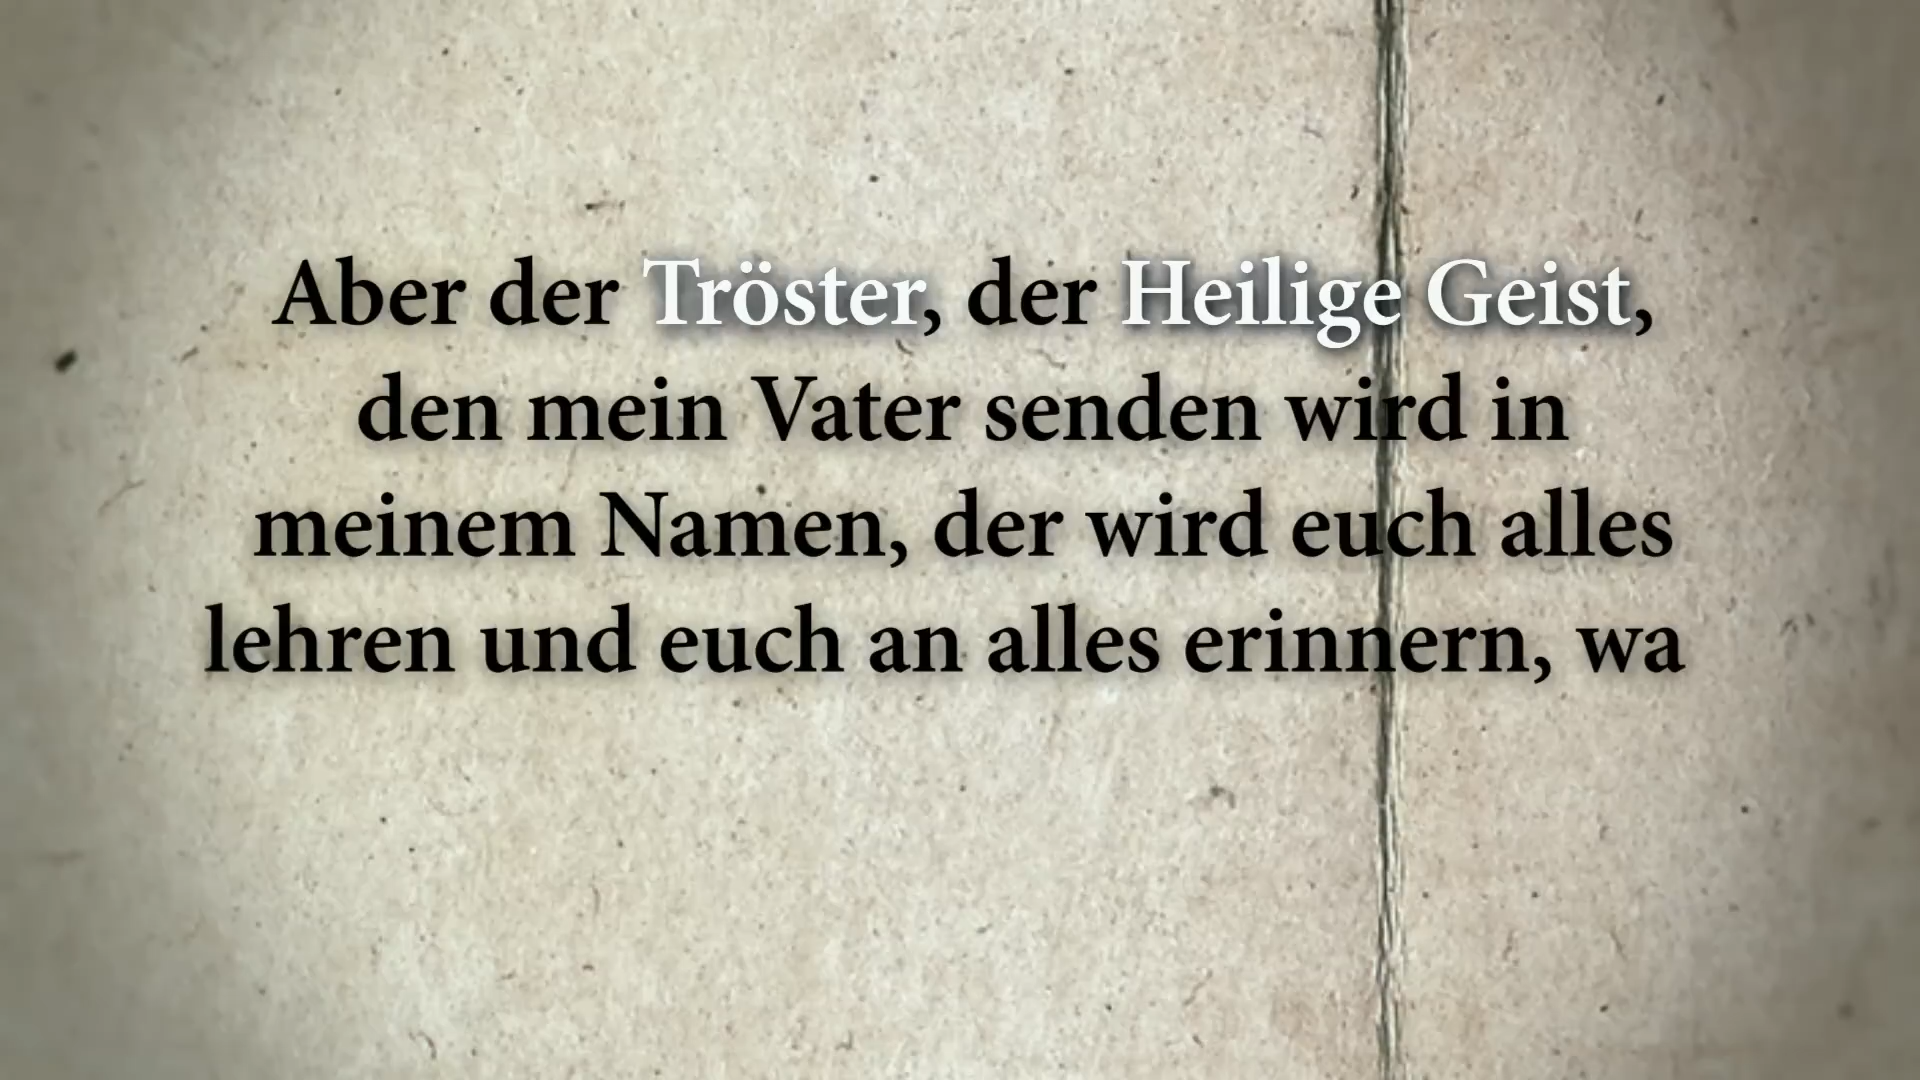 Aber der Tröster, der Heilige Geist,
den mein Vater senden wird in
meinem Namen, der wird euch alles
lehren und euch an alles erinnern, wa